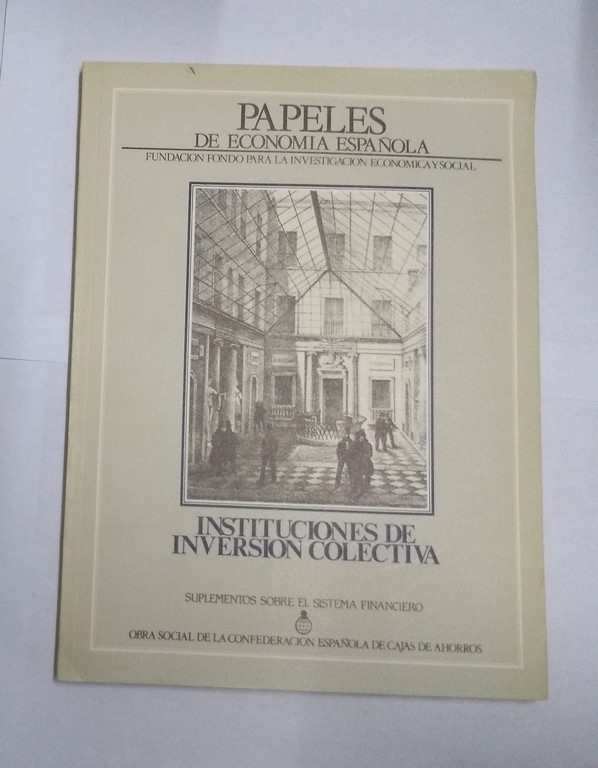 PAPELES
DE ECONOMIA ESPAÑOLA
FUNDACION FONDO PARA LA INVESTIGACION ECONOMICA Y SOCIAL
INSTITUCIONES DE
INVERSION COLECTIVA
SUPLEMENTOS SOBRE EL SISTEMA FINANCIERO
OBRA SOCIAL DE LA CONFEDERACION ESPAÑOLA DE CAJAS DE AHORROS